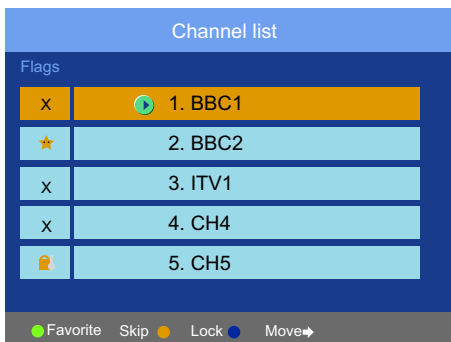 Channel list
Flags
x 1. BBC1
2. BBC2
x 3. ITV1
x 4. CH4
5. CH5
Favorite Skip Lock Move